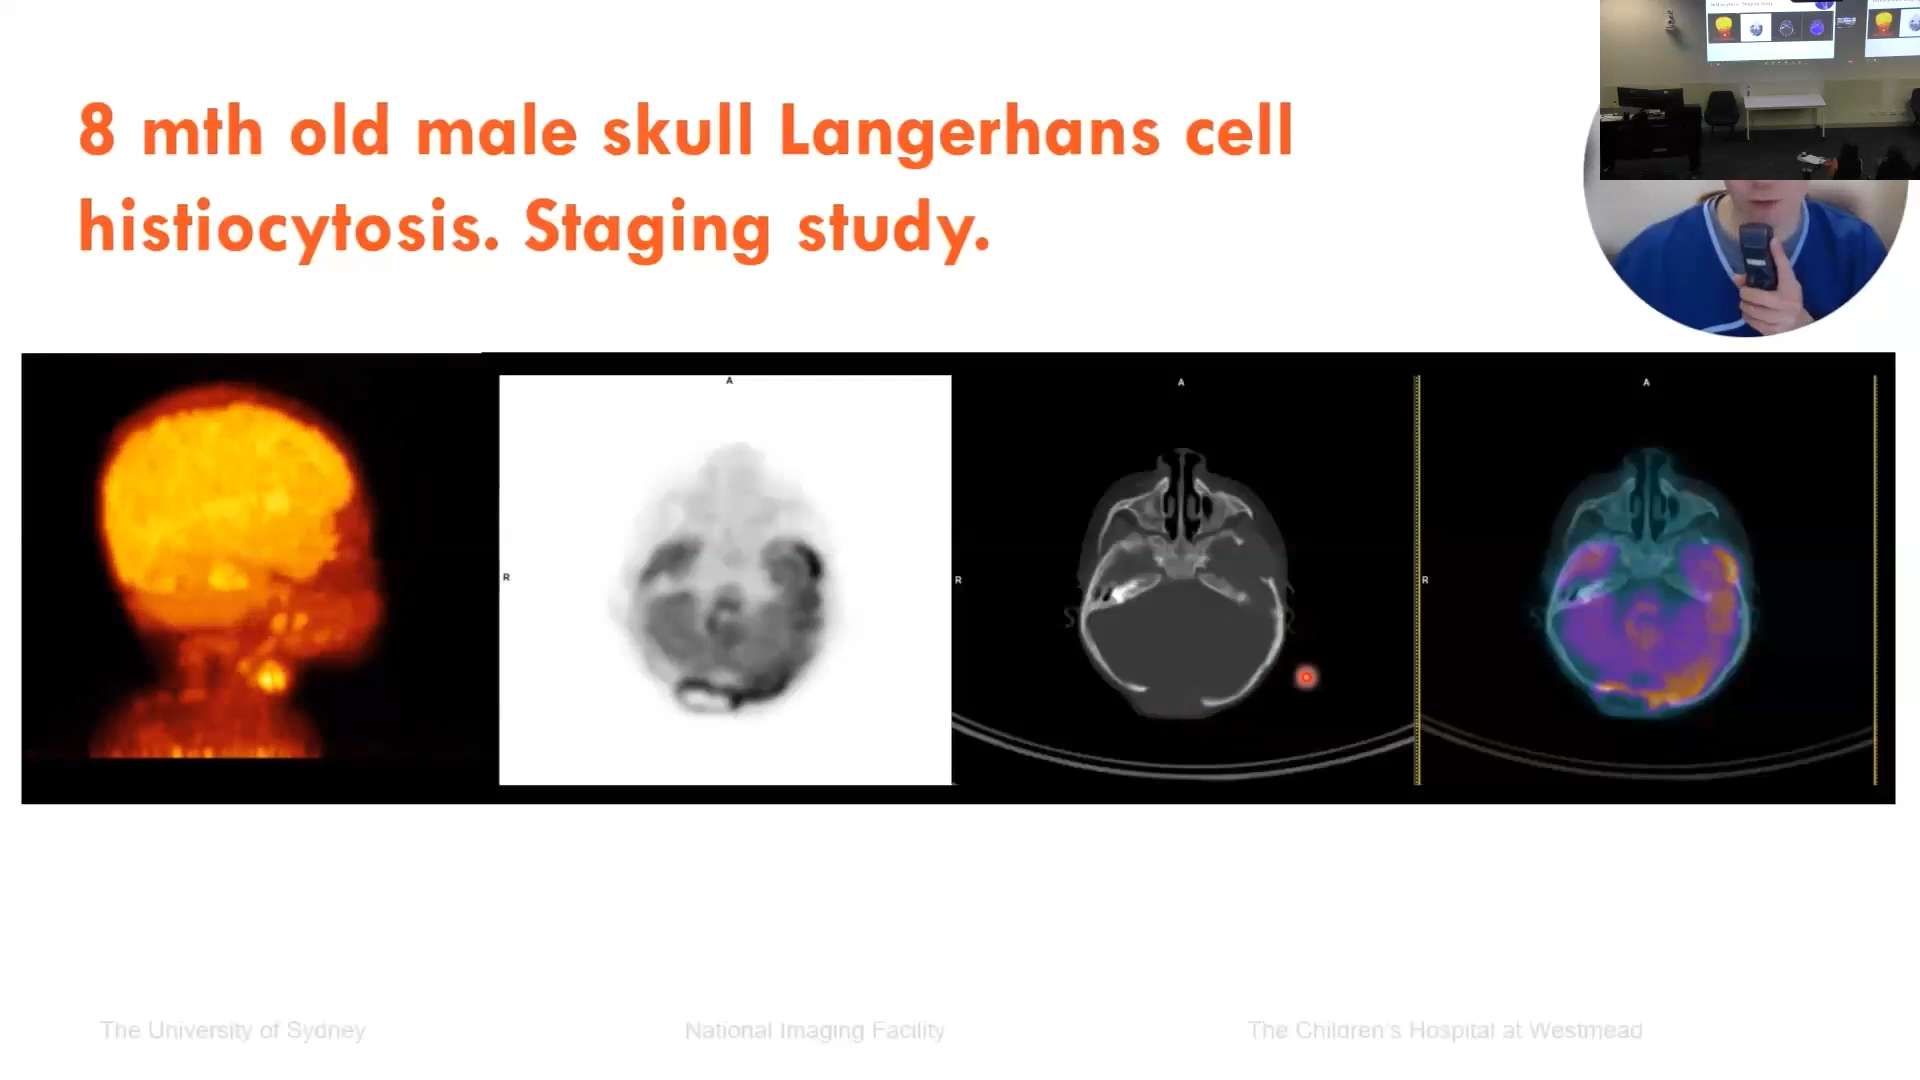 8 mth old male skull Langerhans cell
histiocytosis. Staging study.
A
A
A
R
R
R
The University of Sydney
National Imaging Facility
The Children's Hospital at Westmead